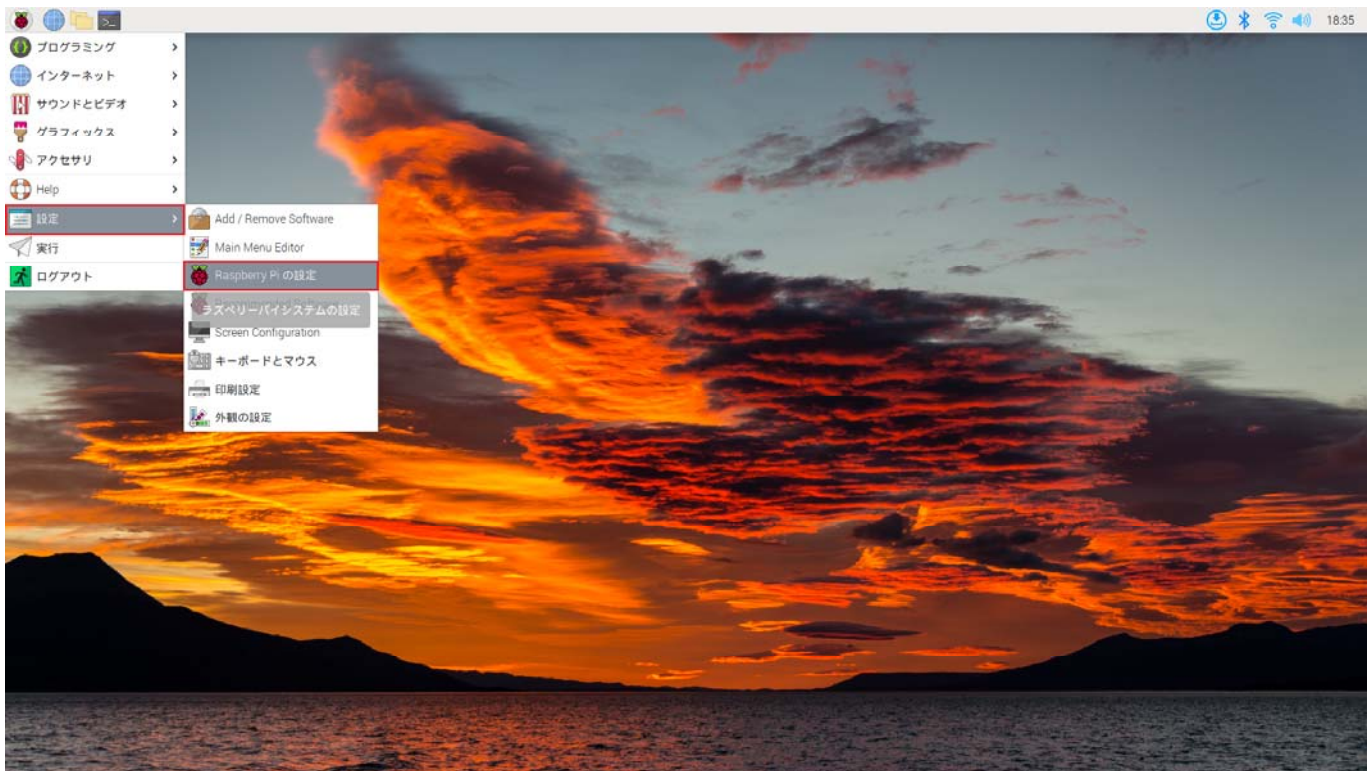 18:35
プログラミング
インターネット
サウンドとビデオ
グラフィックス
アクセサリ
Help
設定
実行
ログアウト
Add / Remove Software
Main Menu Editor
Raspberry Pi の設定
ラズベリーパイシステムの設定
Screen Configuration
キーボードとマウス
印刷設定
外観の設定